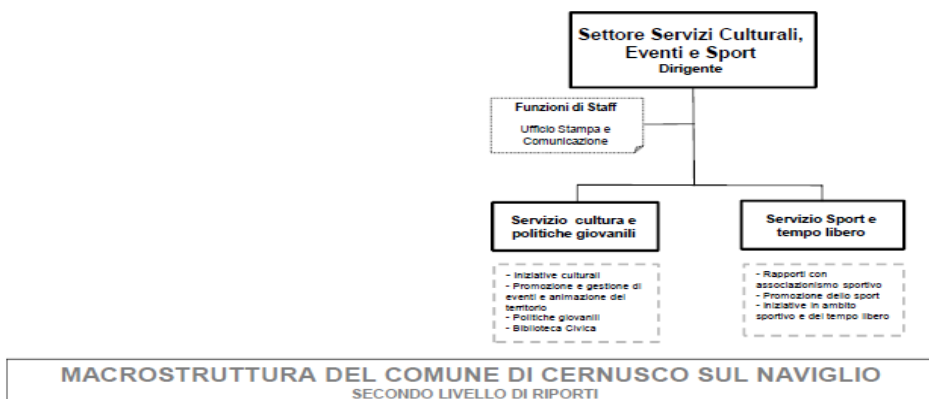 Settore Servizi Culturali,
Eventi e Sport
Dirigente
Funzioni di Staff
Ufficio Stampa e
Comunicazione
Servizio cultura e
politiche giovanili
- Iniziative culturali
- Promozione e gestione di
eventi e animazione del
territorio
- Politiche giovanili
- Biblioteca Civica
Servizio Sport e
tempo libero
- Rapporti con
associazionismo sportivo
- Promozione dello sport
- Iniziative in ambito
sportivo e del tempo libero
MACROSTRUTTURA DEL COMUNE DI CERNUSCO SUL NAVIGLIO
SECONDO LIVELLO DI RIPORTI